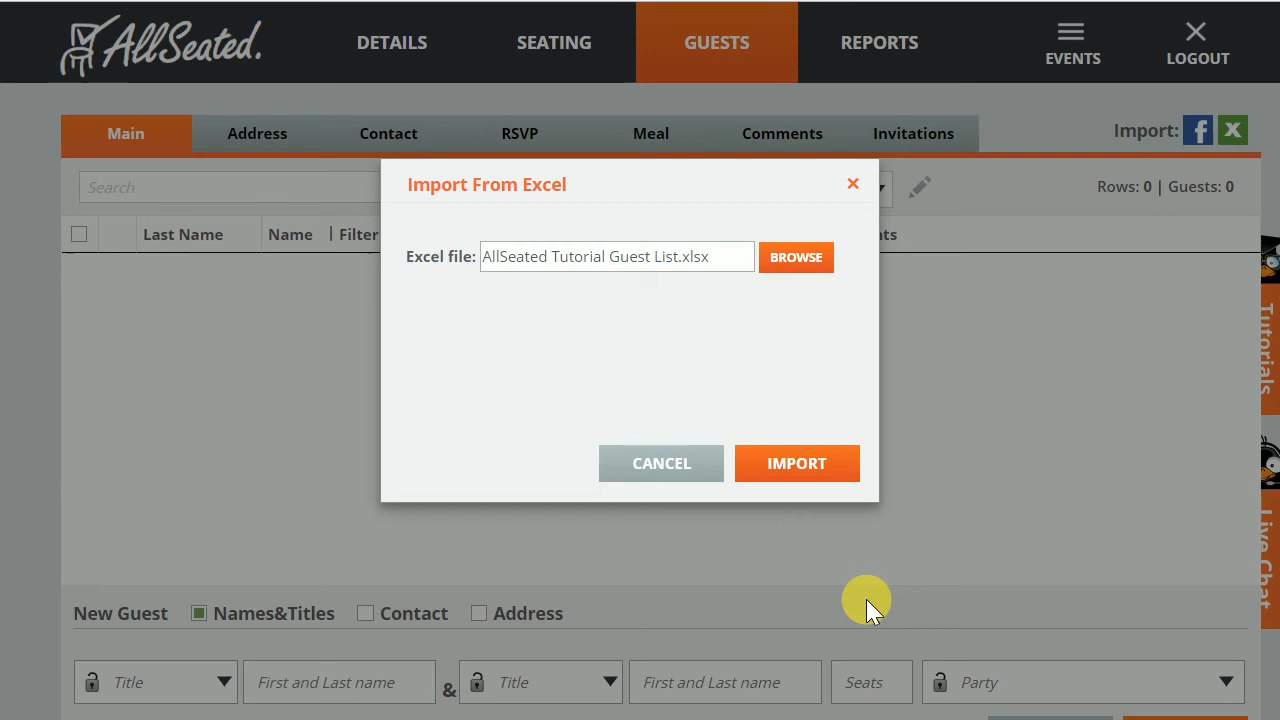 AllSeated.
DETAILS SEATING GUESTS REPORTS EVENTS LOGOUT
Main Address Contact RSVP Meal Comments Invitations Import: f X
Search Rows: 0 | Guests: 0
Last Name Name Filter
Import From Excel ×
Excel file: AllSeated Tutorial Guest List.xlsx BROWSE
CANCEL IMPORT
Tutorials
Live Chat
New Guest Names&Titles Contact Address
Title First and Last name & Title First and Last name Seats Party